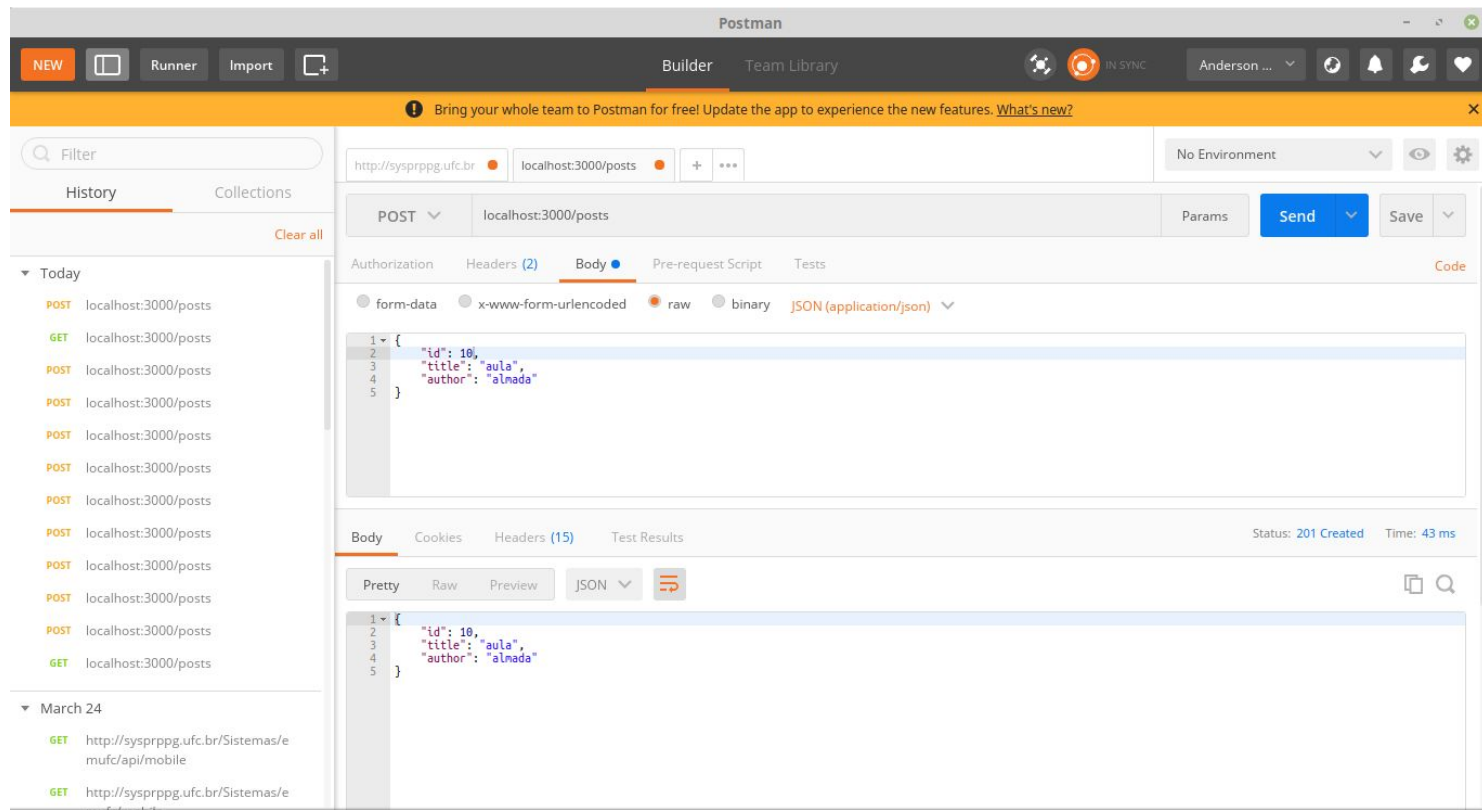 Postman
NEW Runner Import Builder Team Library IN SYNC Anderson ...
Bring your whole team to Postman for free! Update the app to experience the new features. What's new?
Filter
History Collections
Clear all
Today
POST localhost:3000/posts
GET localhost:3000/posts
POST localhost:3000/posts
POST localhost:3000/posts
POST localhost:3000/posts
POST localhost:3000/posts
POST localhost:3000/posts
POST localhost:3000/posts
POST localhost:3000/posts
POST localhost:3000/posts
POST localhost:3000/posts
GET localhost:3000/posts
March 24
GET http://sysprppg.ufc.br/Sistemas/e
mufc/api/mobile
GET http://sysprppg.ufc.br/Sistemas/e
http://sysprppg.ufc.br localhost:3000/posts + •••
No Environment
POST localhost:3000/posts Params Send Save
Authorization Headers (2) Body Pre-request Script Tests Code
form-data x-www-form-urlencoded raw binary JSON (application/json)
1 {
2 "id": 10,
3 "title": "aula",
4 "author": "almada"
5 }
Body Cookies Headers (15) Test Results Status: 201 Created Time: 43 ms
Pretty Raw Preview JSON
1 {
2 "id": 10,
3 "title": "aula",
4 "author": "almada"
5 }